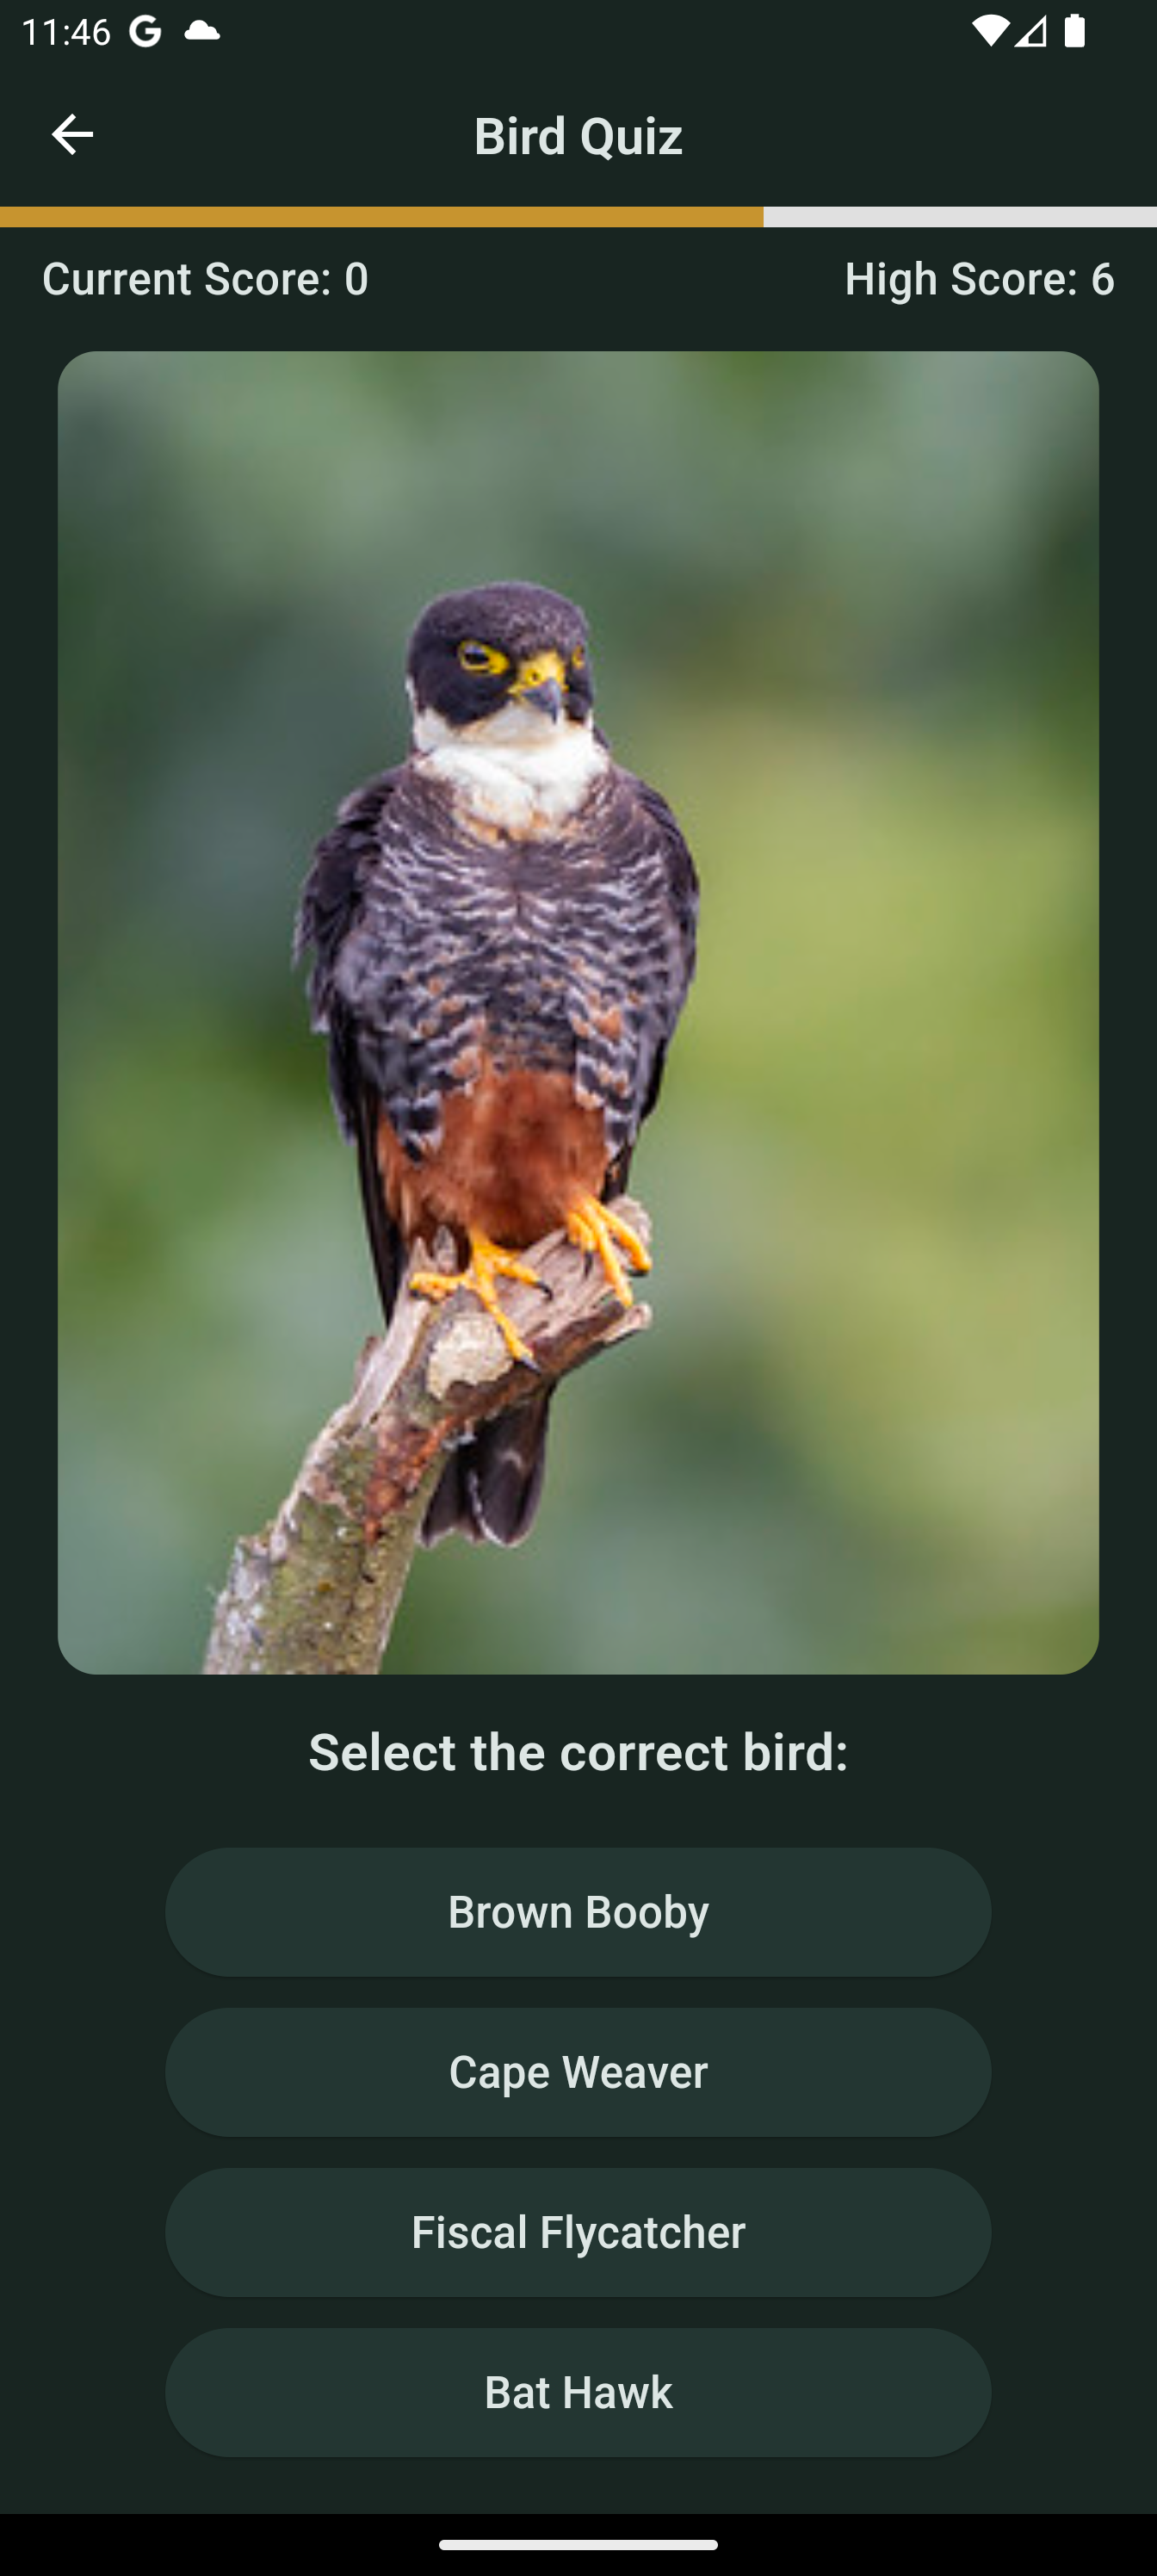 11:46
Bird Quiz
Current Score: 0
High Score: 6
Select the correct bird:
Brown Booby
Cape Weaver
Fiscal Flycatcher
Bat Hawk